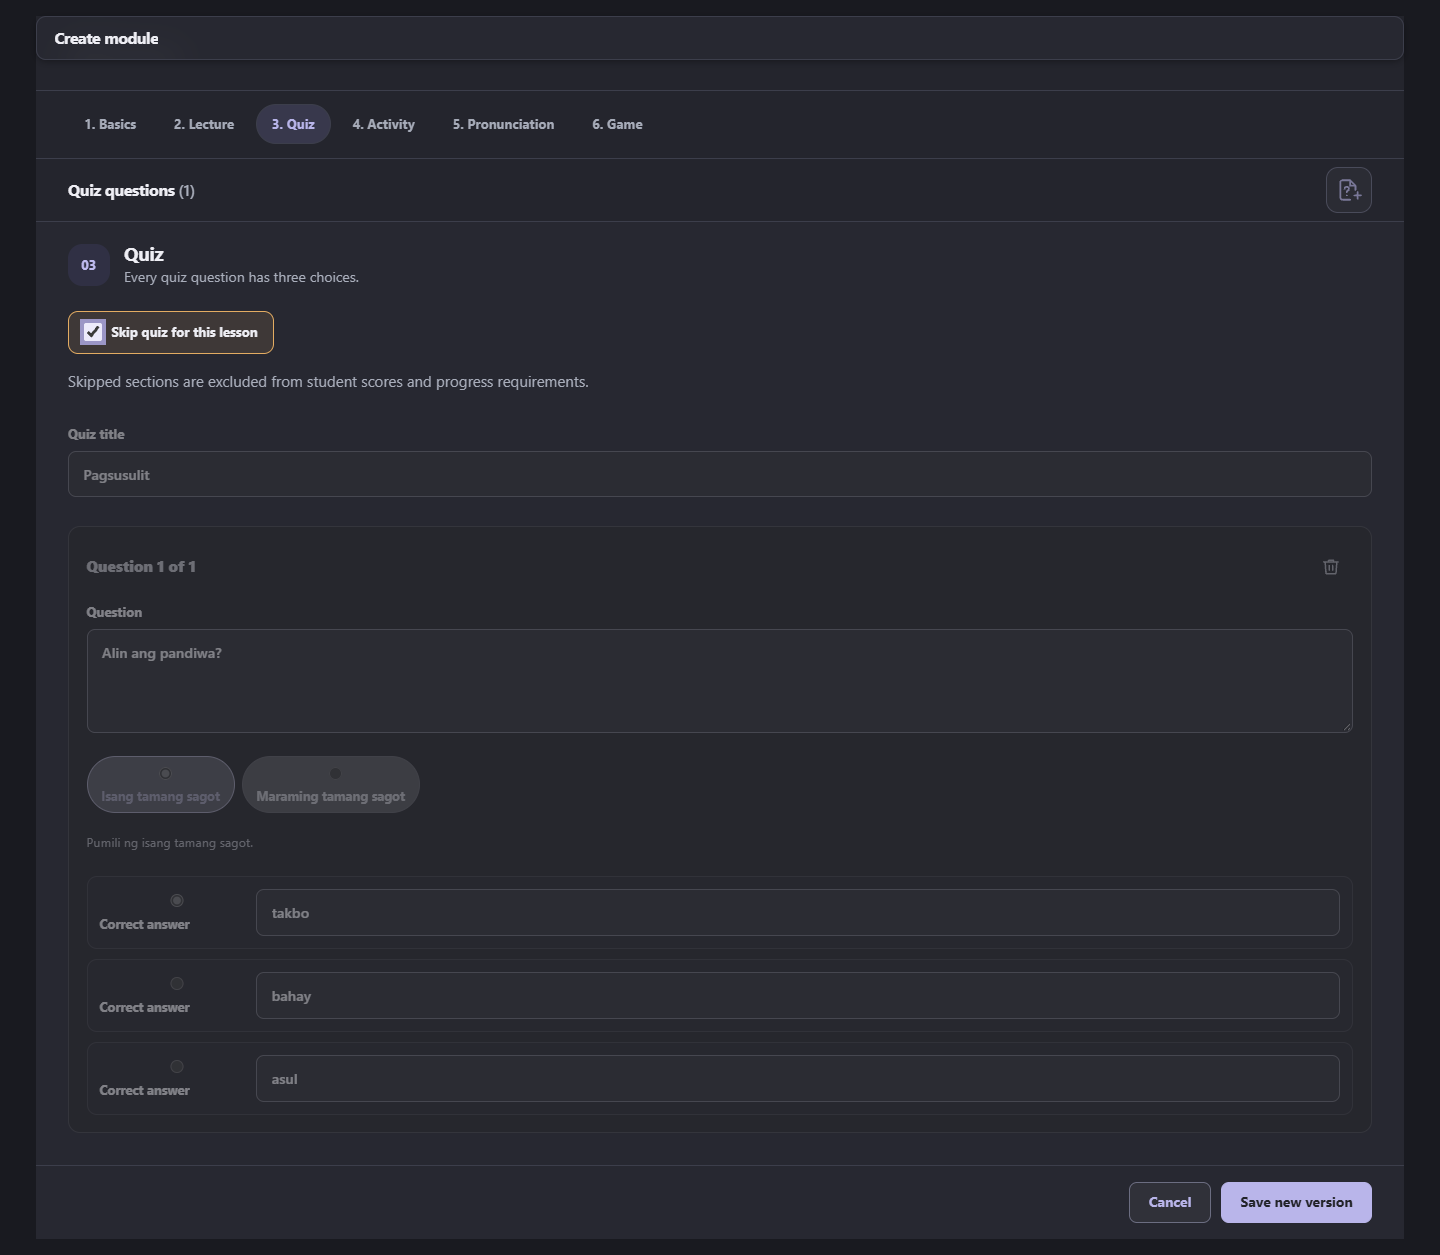 Create module
1. Basics
2. Lecture
3. Quiz
4. Activity
5. Pronunciation
6. Game
Quiz questions (1)
03
Quiz
Every quiz question has three choices.
Skip quiz for this lesson
Skipped sections are excluded from student scores and progress requirements.
Quiz title
Pagsusulit
Question 1 of 1
Question
Alin ang pandiwa?
Isang tamang sagot
Maraming tamang sagot
Pumili ng isang tamang sagot.
Correct answer
takbo
Correct answer
bahay
Correct answer
asul
Cancel
Save new version